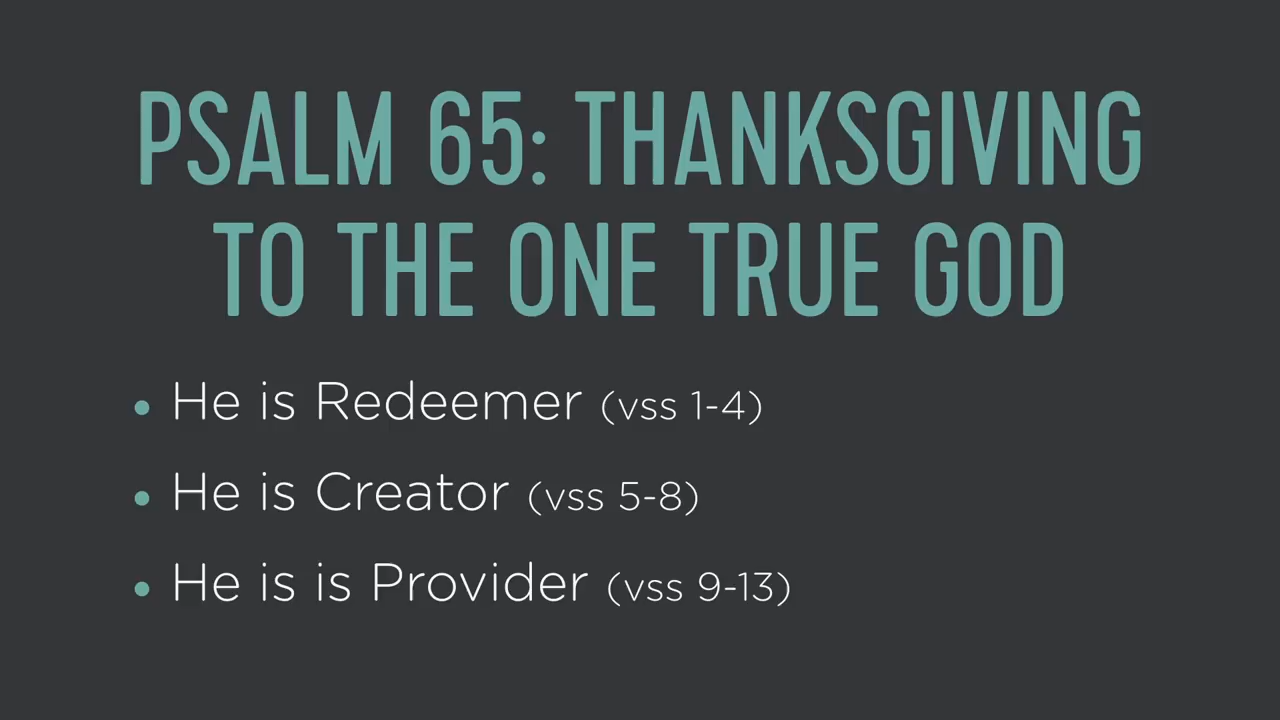 PSALM 65: THANKSGIVING
TO THE ONE TRUE GOD
• He is Redeemer (vss 1-4)
• He is Creator (vss 5-8)
• He is is Provider (vss 9-13)